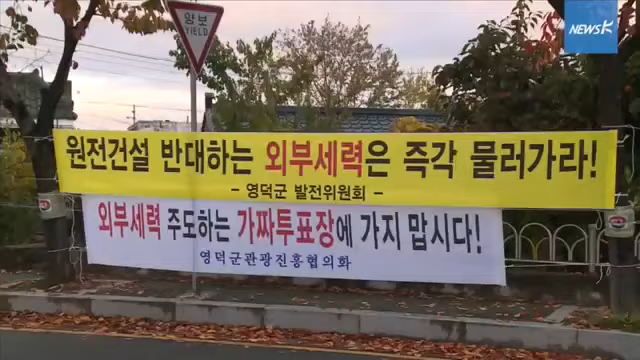 양보
YIELD
NEWSK
원전건설 반대하는 외부세력은 즉각 물러가라!
- 영덕군 발전위원회 -
외부세력 주도하는 가짜투표장에 가지 맙시다!
영덕군관광진흥협의화